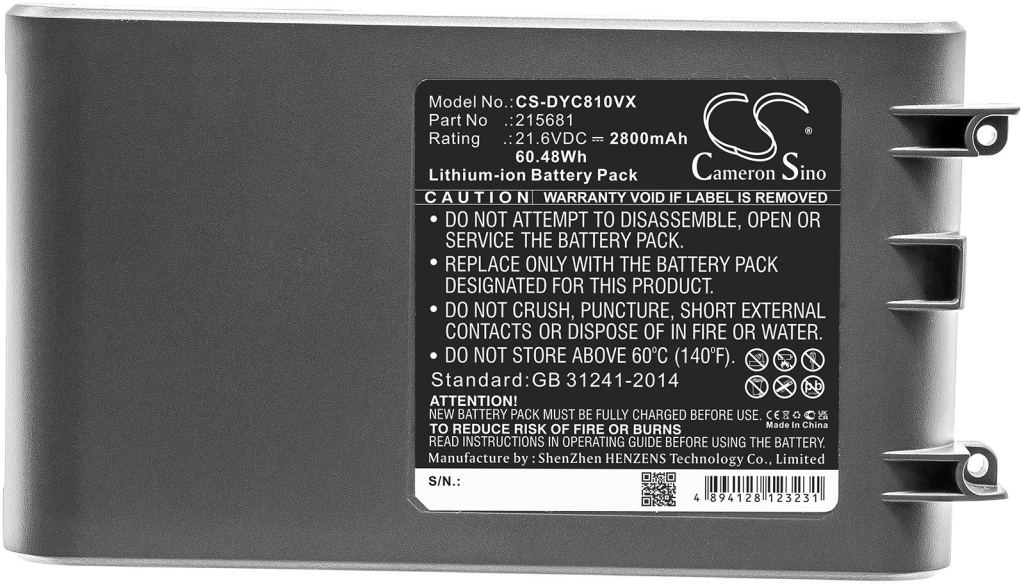 Model No.:CS-DYC810VX
Part No .:215681
Rating .:21.6VDC ⎓ 2800mAh
60.48Wh
Lithium-ion Battery Pack
CS ®
Cameron Sino
CAUTION WARRANTY VOID IF LABEL IS REMOVED
• DO NOT ATTEMPT TO DISASSEMBLE, OPEN OR
SERVICE THE BATTERY PACK.
• REPLACE ONLY WITH THE BATTERY PACK
DESIGNATED FOR THIS PRODUCT.
• DO NOT CRUSH, PUNCTURE, SHORT EXTERNAL
CONTACTS OR DISPOSE OF IN FIRE OR WATER.
• DO NOT STORE ABOVE 60°C (140°F).
Standard:GB 31241-2014
Pb
ATTENTION!
NEW BATTERY PACK MUST BE FULLY CHARGED BEFORE USE.
CE
Made In China
TO REDUCE RISK OF FIRE OR BURNS
READ INSTRUCTIONS IN OPERATING GUIDE BEFORE USING THE BATTERY.
Manufacture by : ShenZhen HENZENS Technology Co., Limited
S/N.:
4 894128 123231